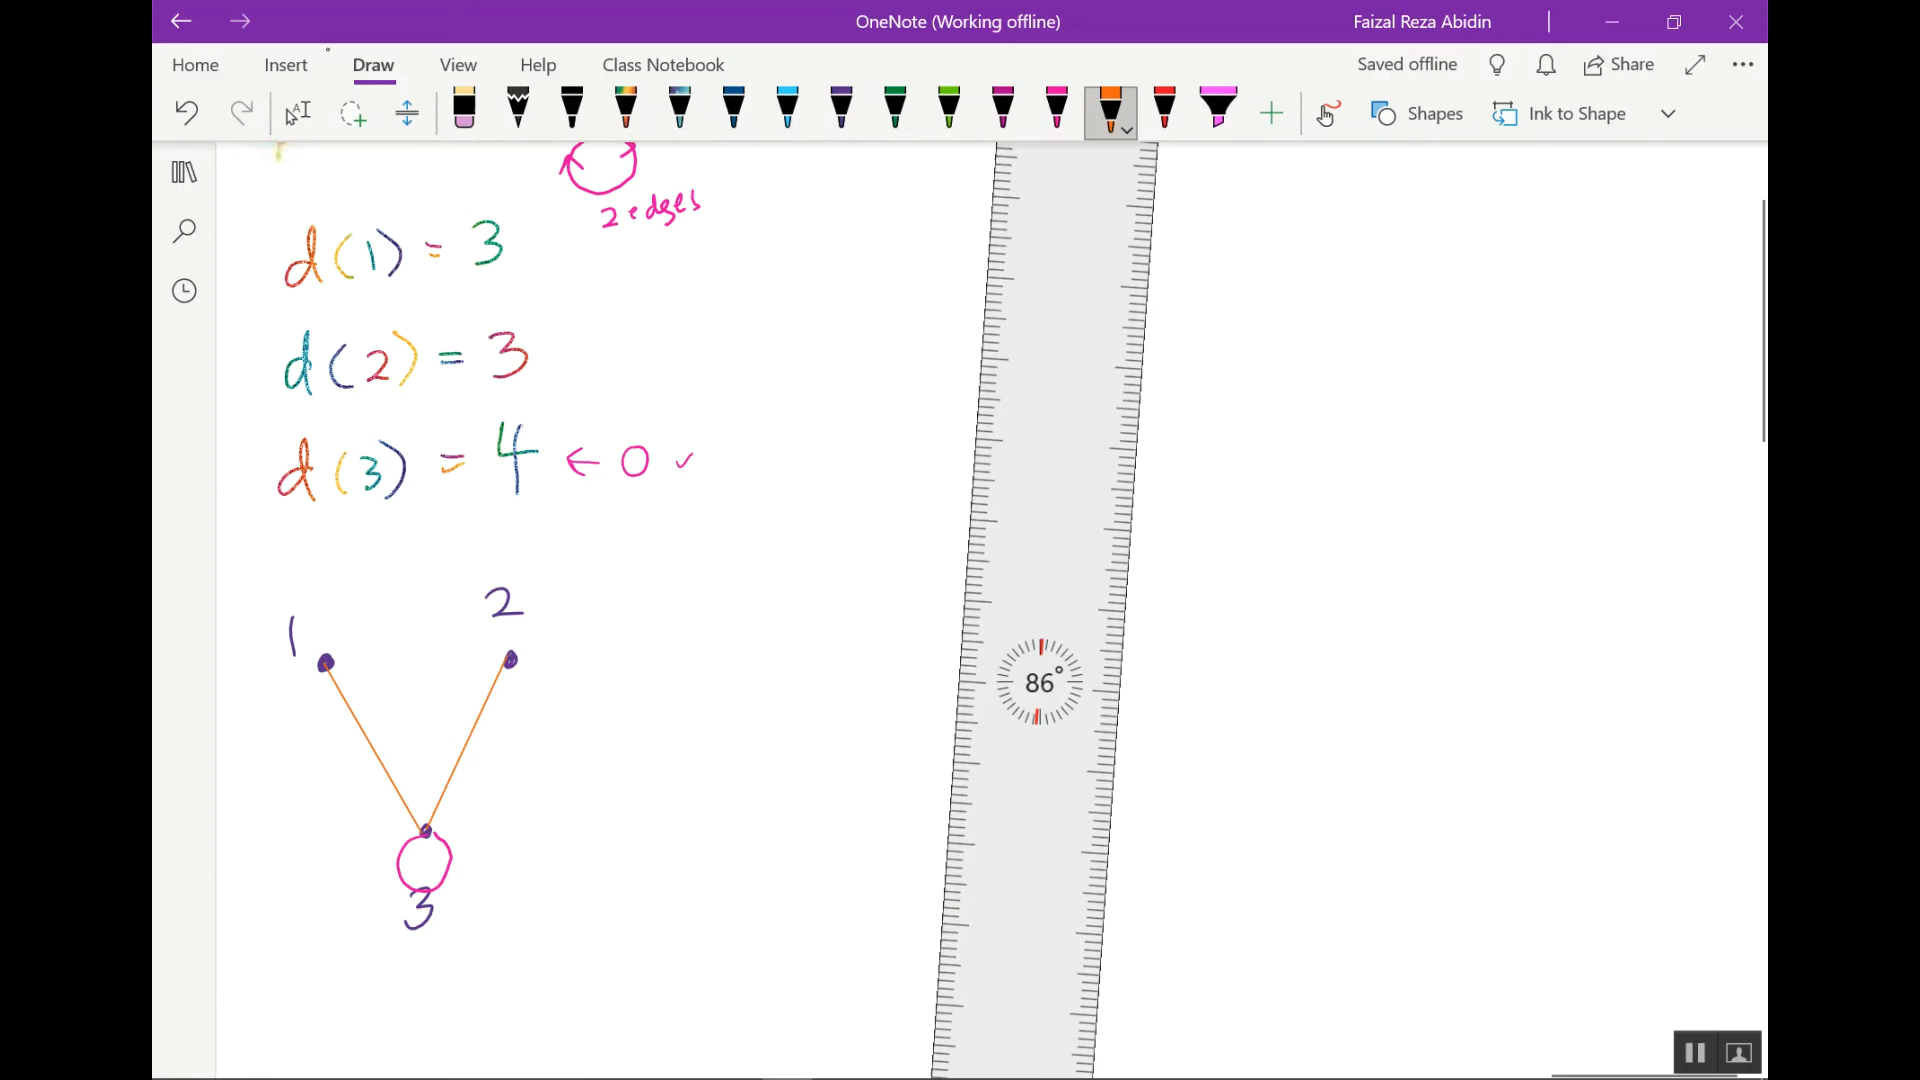 OneNote (Working offline)
Faizal Reza Abidin
Home Insert Draw View Help Class Notebook
Saved offline
Share
Shapes
Ink to Shape
2 edges
d(1) = 3
d(2) = 3
d(3) = 4 ← 0 ✓
1
2
86°
3